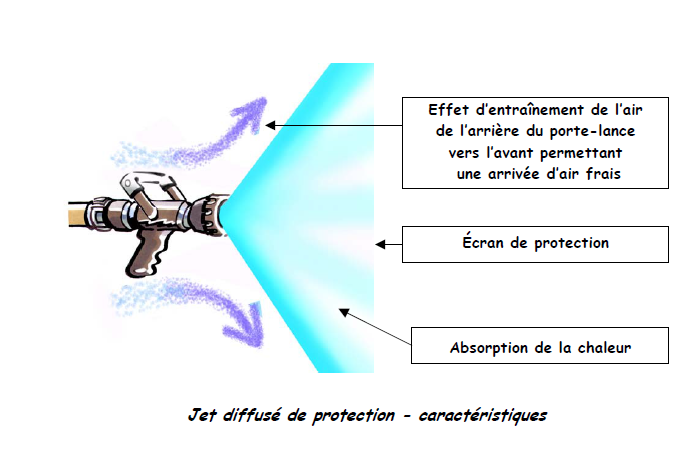 Effet d'entraînement de l'air
de l'arrière du porte-lance
vers l'avant permettant
une arrivée d'air frais
Écran de protection
Absorption de la chaleur
Jet diffusé de protection - caractéristiques